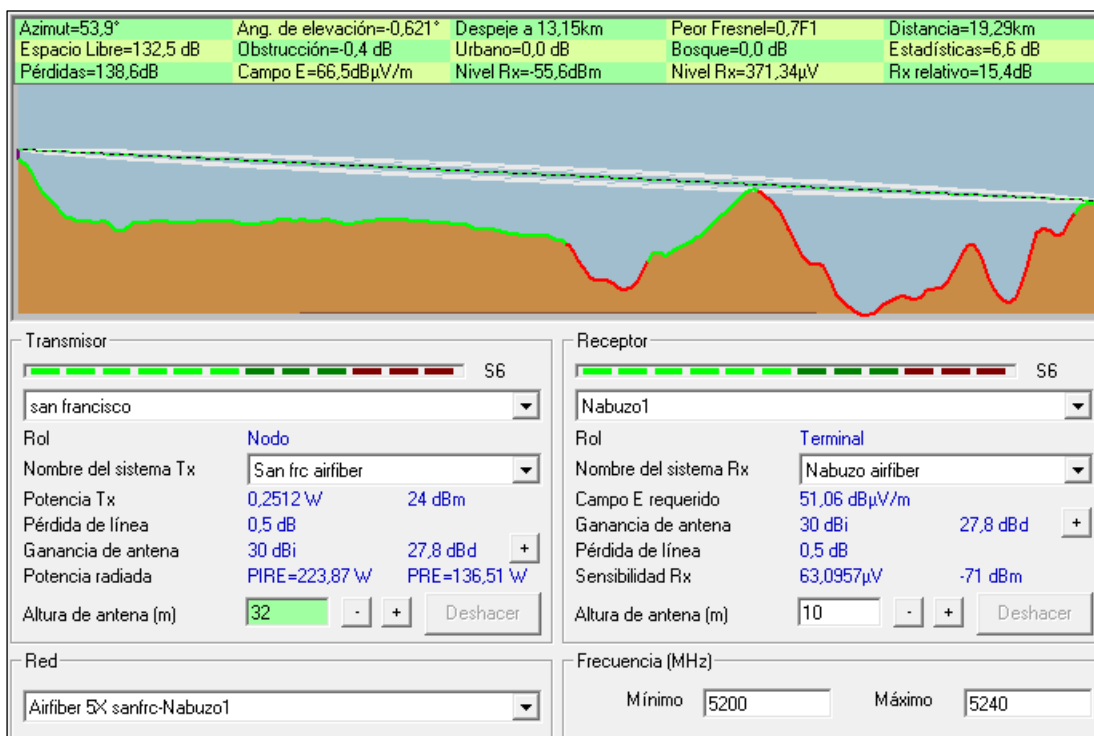 Azimut=53,9° Ang. de elevación=-0,621° Despeje a 13,15km Peor Fresnel=0,7F1 Distancia=19,29km
Espacio Libre=132,5 dB Obstrucción=-0,4 dB Urbano=0,0 dB Bosque=0,0 dB Estadísticas=6,6 dB
Pérdidas=138,6dB Campo E=66,5dBµV/m Nivel Rx=-55,6dBm Nivel Rx=371,34µV Rx relativo=15,4dB
Transmisor
S6
san francisco
Rol Nodo
Nombre del sistema Tx San frc airfiber
Potencia Tx 0,2512 W 24 dBm
Pérdida de línea 0,5 dB
Ganancia de antena 30 dBi 27,8 dBd +
Potencia radiada PIRE=223,87 W PRE=136,51 W
Altura de antena (m) 32 - + Deshacer
Receptor
S6
Nabuzo1
Rol Terminal
Nombre del sistema Rx Nabuzo airfiber
Campo E requerido 51,06 dBµV/m
Ganancia de antena 30 dBi 27,8 dBd +
Pérdida de línea 0,5 dB
Sensibilidad Rx 63,0957µV -71 dBm
Altura de antena (m) 10 - + Deshacer
Red
Airfiber 5X sanfrc-Nabuzo1
Frecuencia (MHz)
Mínimo 5200 Máximo 5240